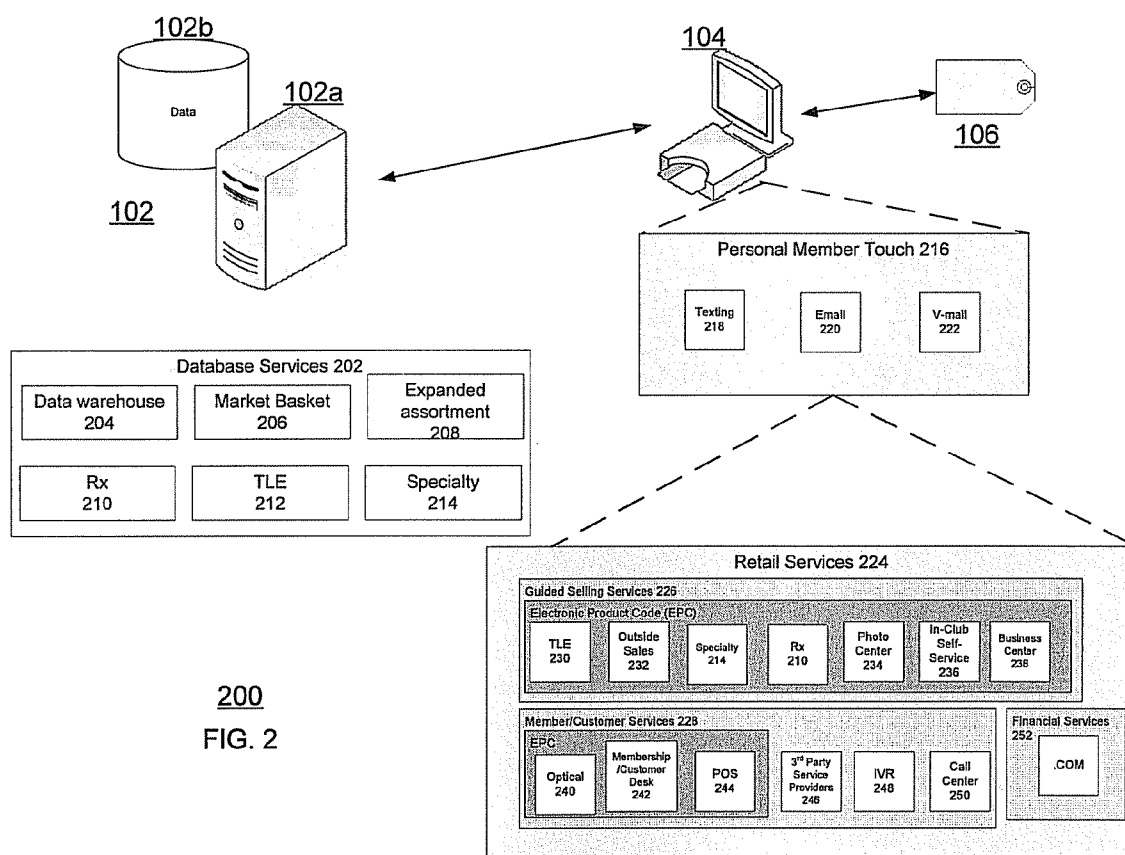 102b
Data
102a
102
104
106
Personal Member Touch 216
Texting
218
Email
220
V-mail
222
Database Services 202
Data warehouse
204
Market Basket
206
Expanded
assortment
208
Rx
210
TLE
212
Specialty
214
Retail Services 224
Guided Selling Services 226
Electronic Product Code (EPC)
TLE
230
Outside
Sales
232
Specialty
214
Rx
210
Photo
Center
234
In-Club
Self-
Service
236
Business
Center
238
Member/Customer Services 228
EPC
Optical
240
Membership
/Customer
Desk
242
POS
244
3rd Party
Service
Providers
246
IVR
248
Call
Center
250
Financial Services
252
.COM
200
FIG. 2